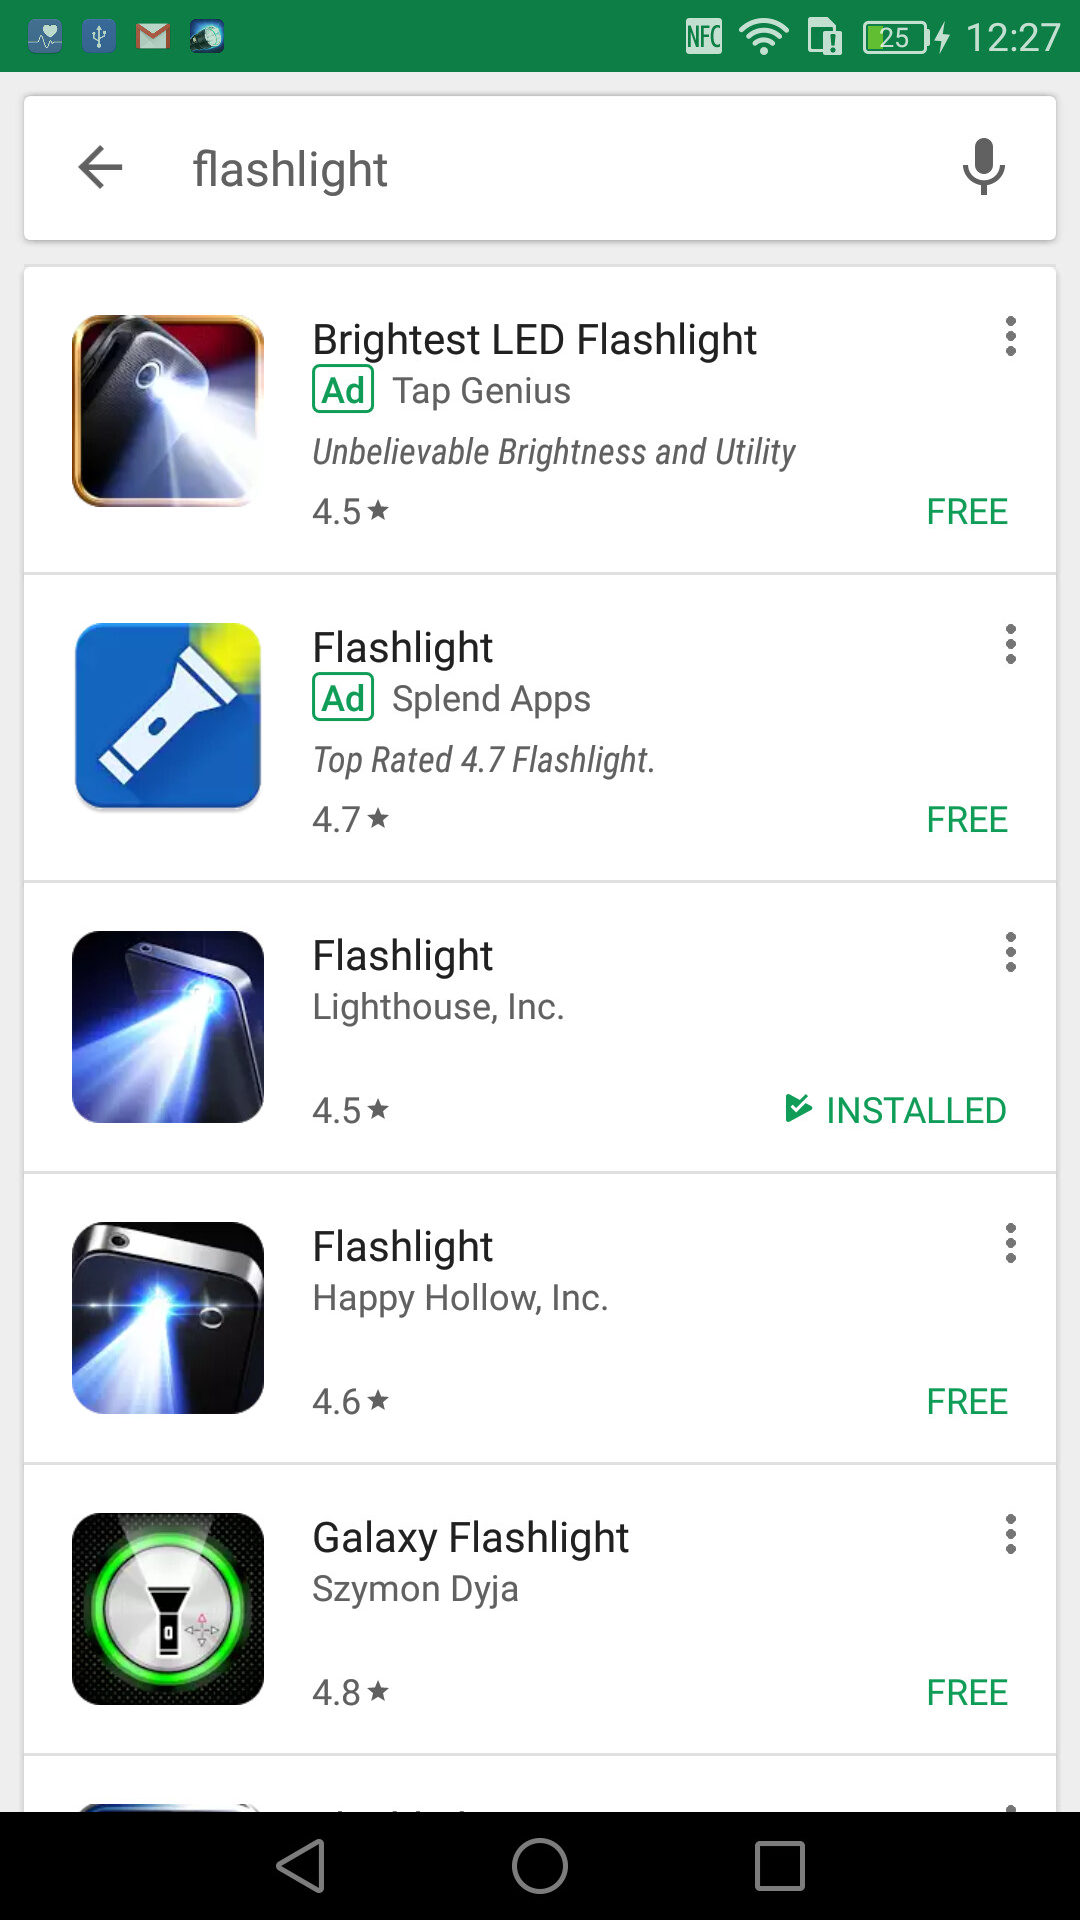 NFC 25 12:27
flashlight
Brightest LED Flashlight
Ad Tap Genius
Unbelievable Brightness and Utility
4.5 FREE
Flashlight
Ad Splend Apps
Top Rated 4.7 Flashlight.
4.7 FREE
Flashlight
Lighthouse, Inc.
4.5 INSTALLED
Flashlight
Happy Hollow, Inc.
4.6 FREE
Galaxy Flashlight
Szymon Dyja
4.8 FREE